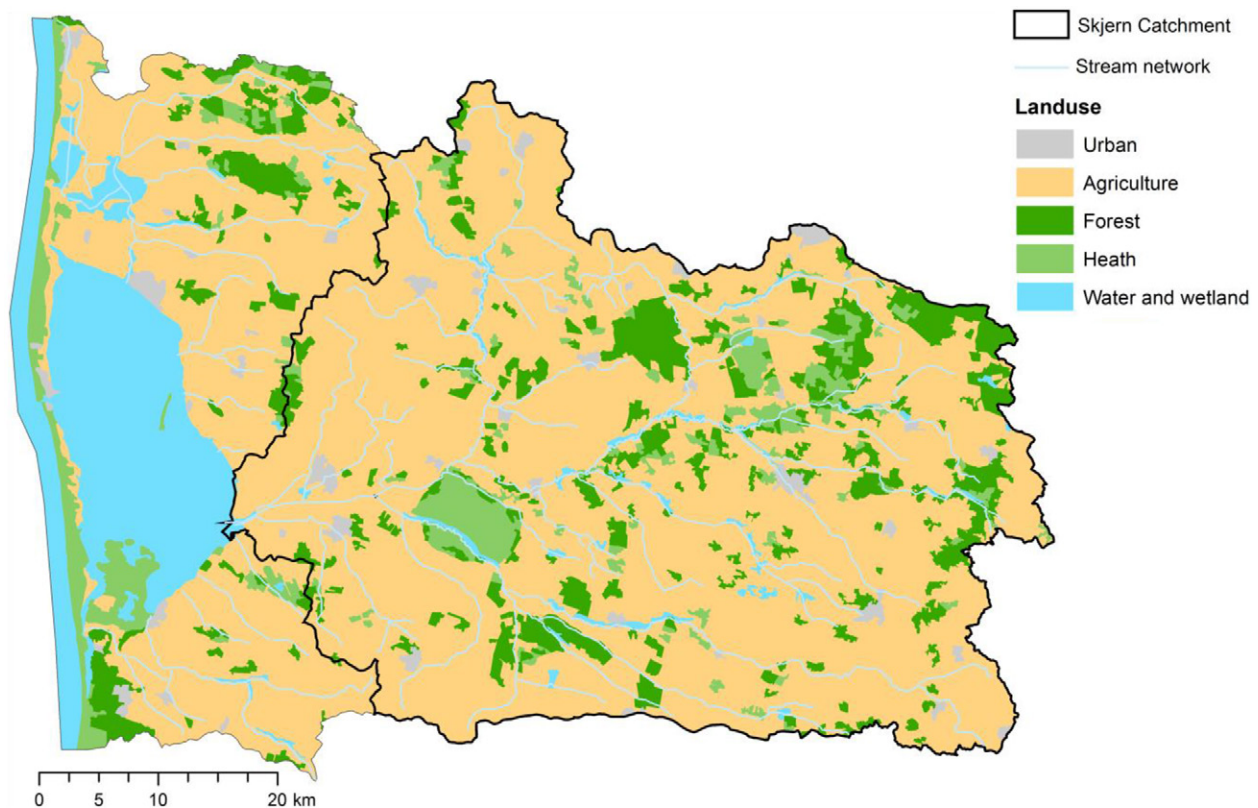 Skjern Catchment
Stream network
Landuse
Urban
Agriculture
Forest
Heath
Water and wetland
0 5 10 20 km